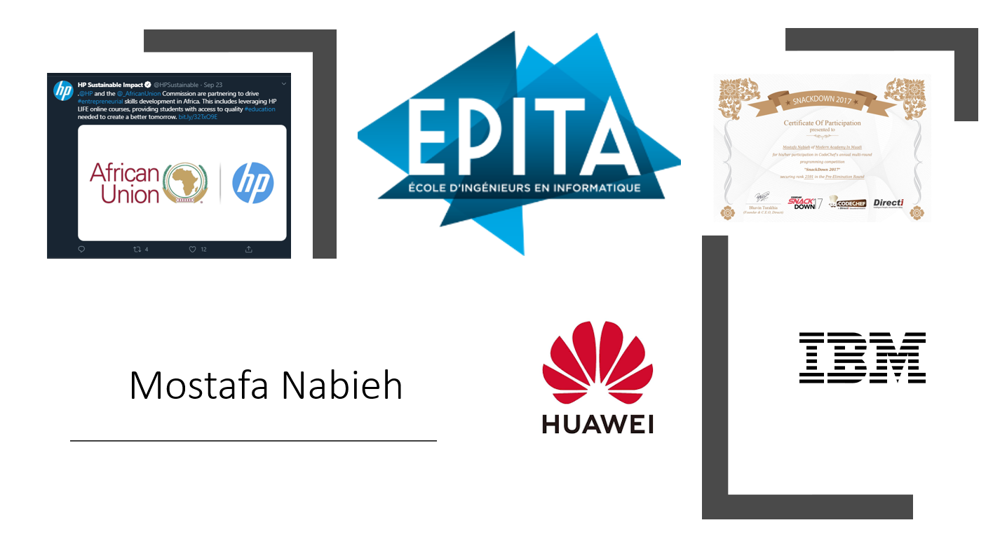 hp
HP Sustainable Impact @HPSustainable · Sep 23
.@HP and the @_AfricanUnion Commission are partnering to drive
#entrepreneurial skills development in Africa. This includes leveraging HP
LIFE online courses, providing students with access to quality #education
needed to create a better tomorrow. bit.ly/32TxO9E
African
Union
hp
4 12
EPITA
ÉCOLE D'INGÉNIEURS EN INFORMATIQUE
SNACKDOWN 2017
Certificate Of Participation
presented to
Mostafa Nabieh of Modern Academy In Maadi
for his/her participation in CodeChef's annual multi-round
programming competition
"SnackDown 2017"
securing rank 2591 in the Pre-Elimination Round
Bhavin Turakhia
(Founder & C.E.O, Directi)
CODECHEF
SNACK
DOWN 17
CODECHEF
Directi
Mostafa Nabieh
HUAWEI
IBM